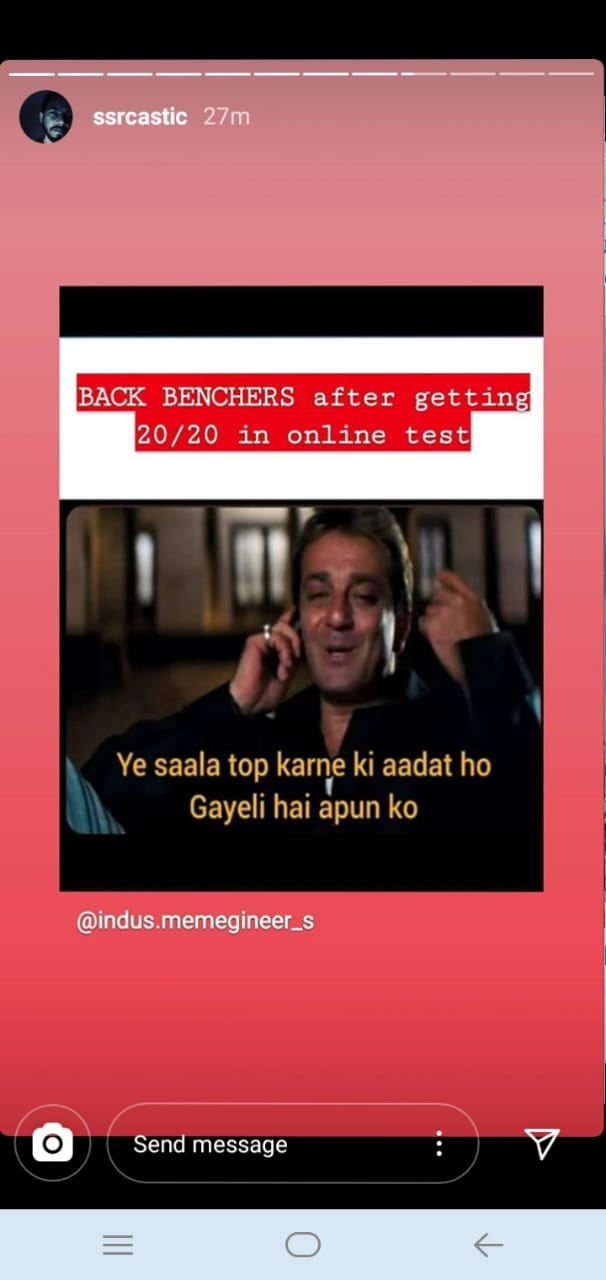 ssrcastic 27m
BACK BENCHERS after getting
20/20 in online test
Ye saala top karne ki aadat ho
Gayeli hai apun ko
@indus.memegineer_s
Send message